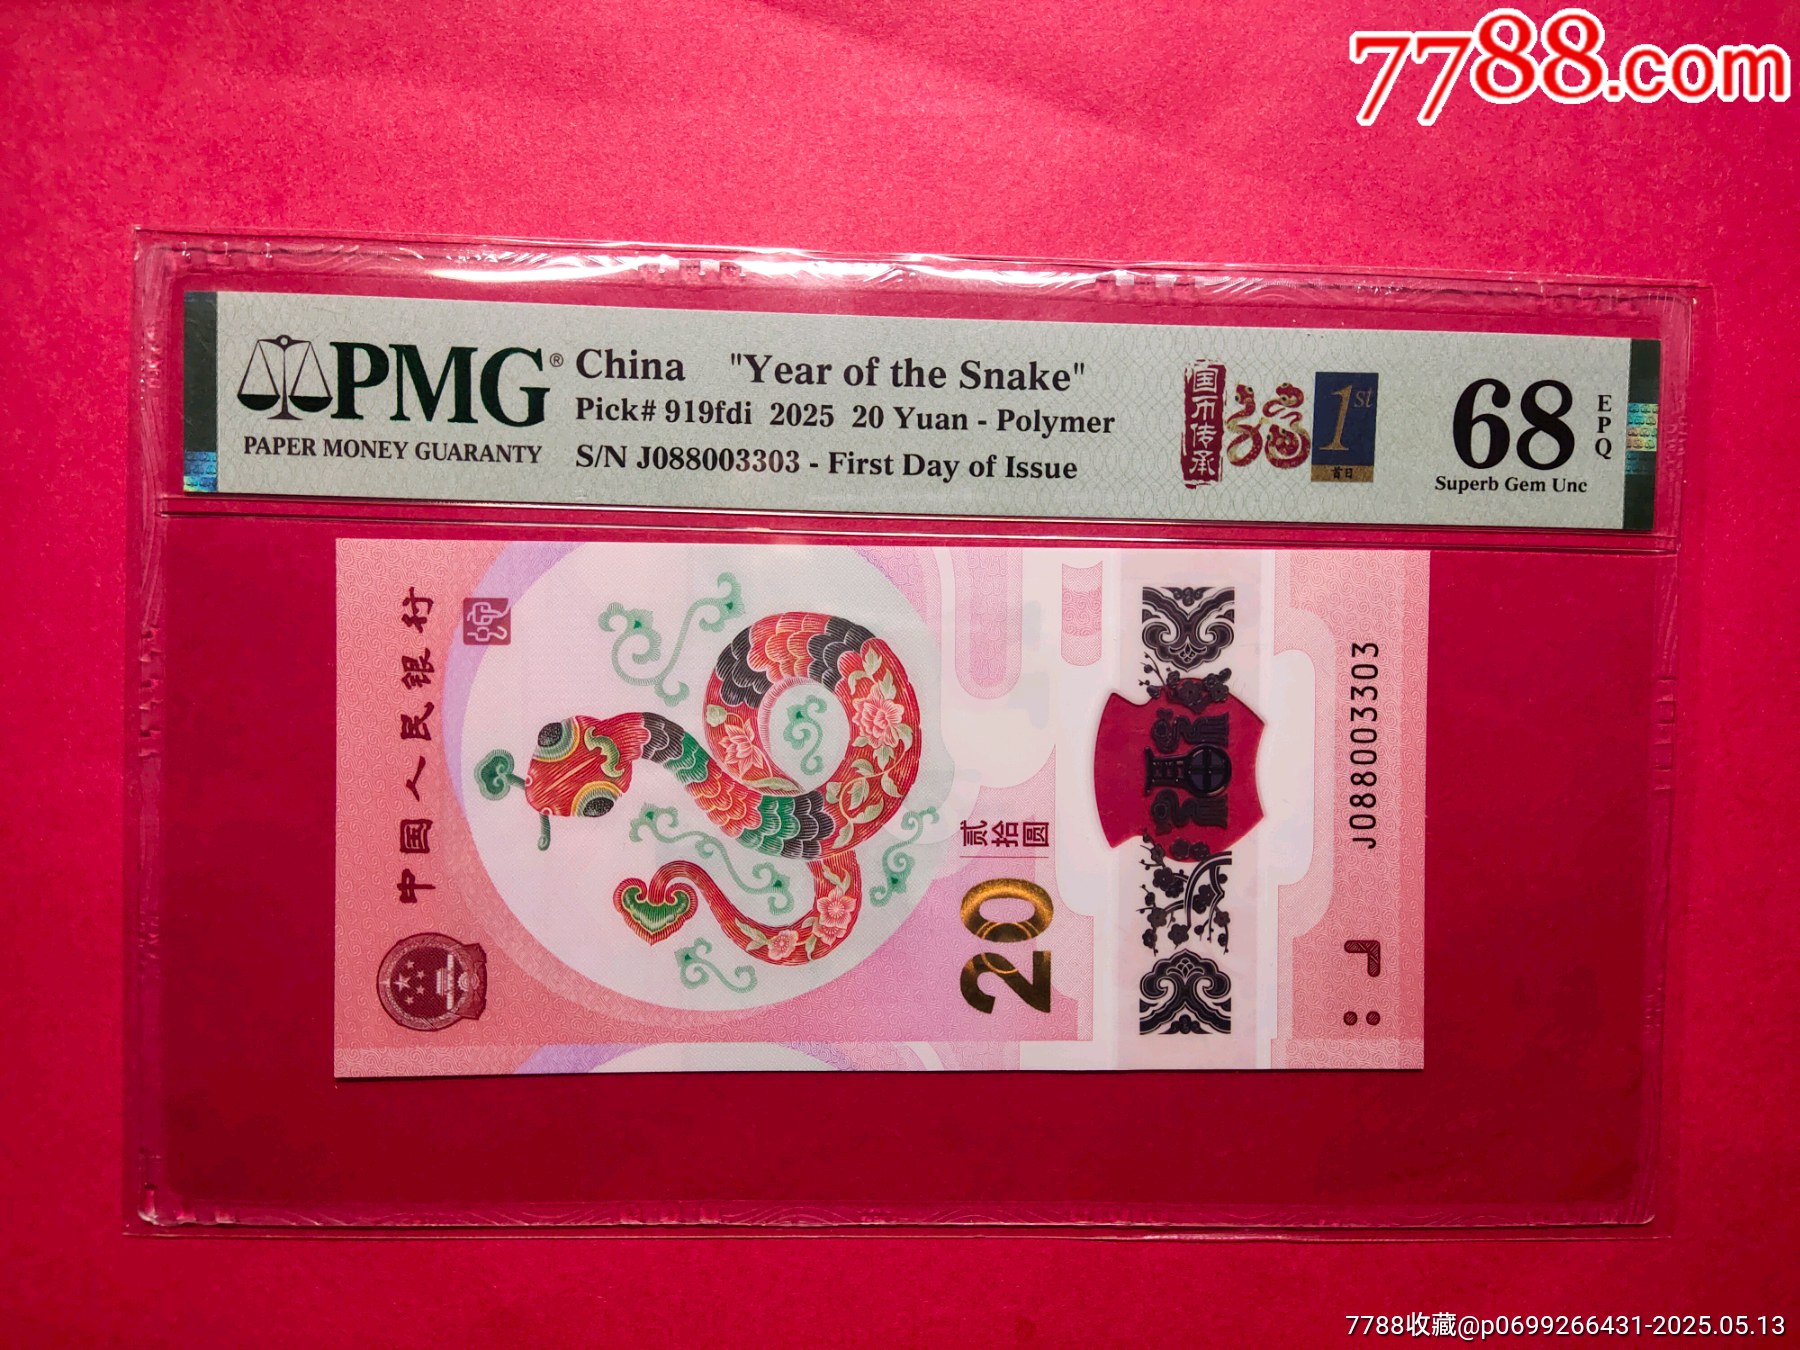 7788.com
PMG®
PAPER MONEY GUARANTY
China "Year of the Snake"
Pick# 919fdi 2025 20 Yuan - Polymer
S/N J088003303 - First Day of Issue
国币传承
1st
首日
68
EPQ
Superb Gem Unc
中国人民银行
贰拾圆
20
J088003303
7788收藏@p0699266431-2025.05.13